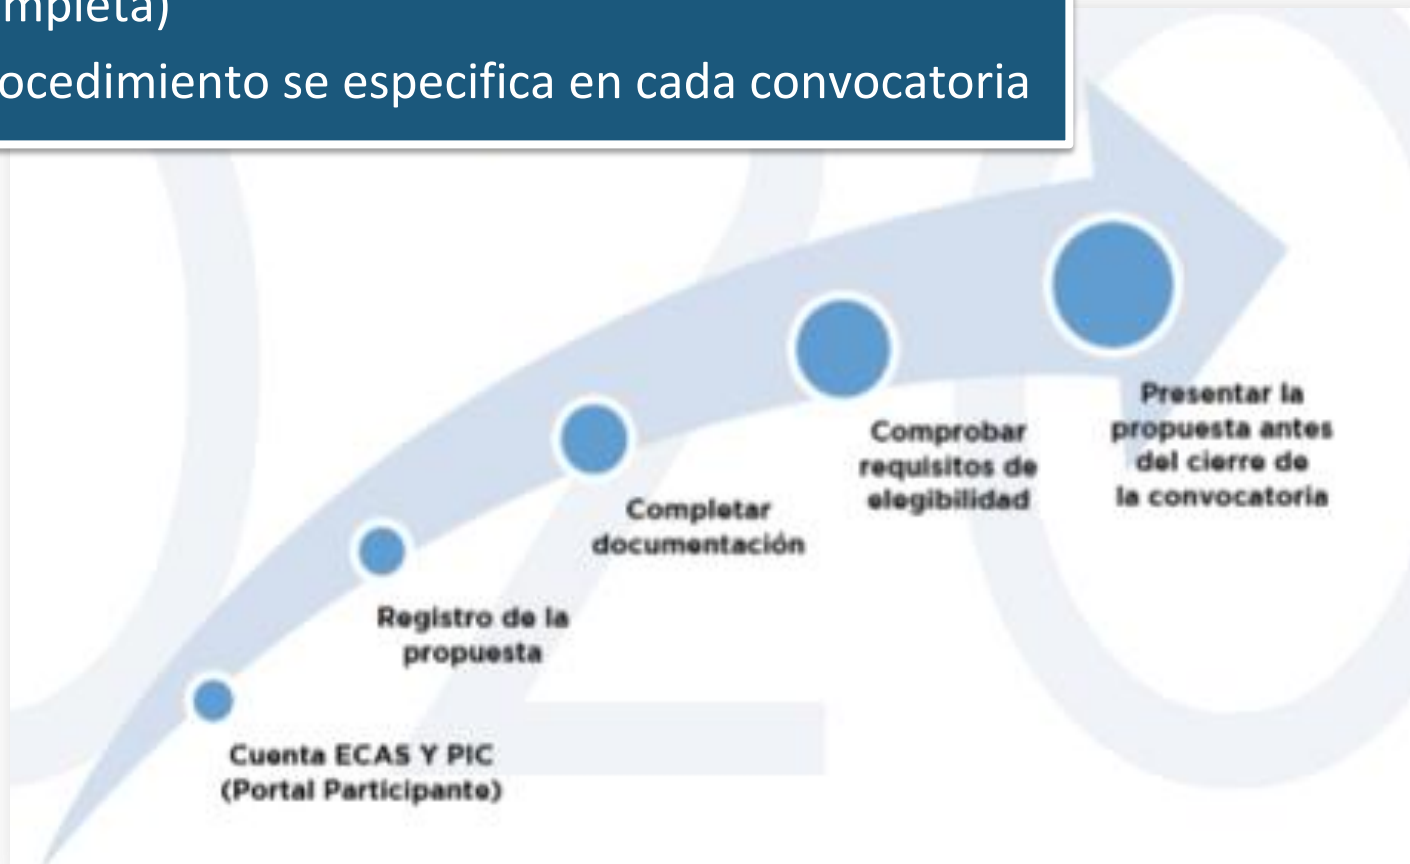 mpleta)
ocedimiento se especifica en cada convocatoria
Presentar la
propuesta antes
del cierre de
la convocatoria
Comprobar
requisitos de
elegibilidad
Completar
documentación
Registro de la
propuesta
Cuenta ECAS Y PIC
(Portal Participante)